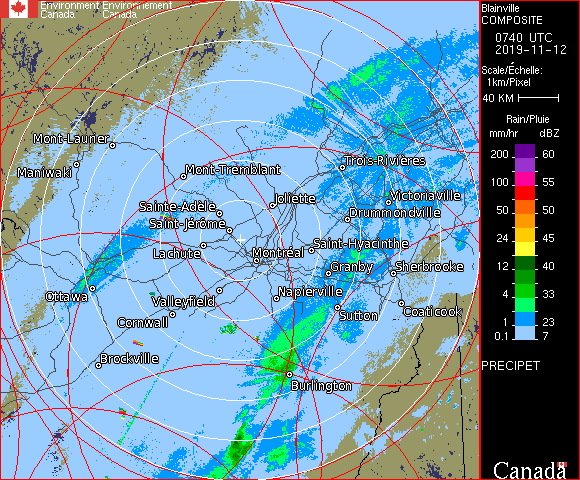 Environment Environnement
Canada Canada
Blainville
COMPOSITE
0740 UTC
2019-11-12
Scale/Échelle:
1km/Pixel
40 KM
Rain/Pluie
mm/hr dBZ
200 60
100 55
50 50
24 45
12 40
4 33
1 23
0.1 7
PRECIPET
Canada
Mont-Laurier
Maniwaki
Mont-Tremblant
Trois-Rivières
Sainte-Adèle
Joliette
Victoriaville
Drummondville
Saint-Jérôme
Lachute
Montréal
Saint-Hyacinthe
Granby
Sherbrooke
Ottawa
Valleyfield
Napierville
Cornwall
Sutton
Coaticook
Brockville
Burlington